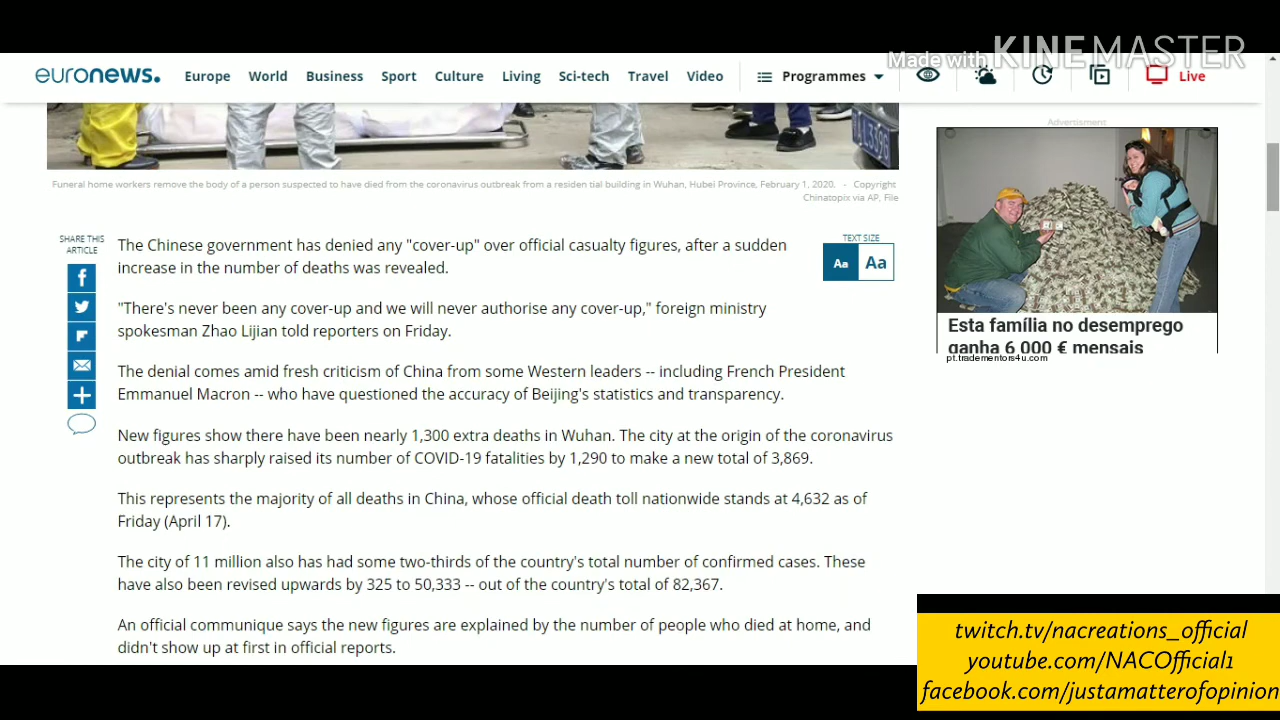 Made with KINEMASTER
euronews.
Europe World Business Sport Culture Living Sci-tech Travel Video Programmes Live
Funeral home workers remove the body of a person suspected to have died from the coronavirus outbreak from a residen tial building in Wuhan, Hubei Province, February 1, 2020. - Copyright
Chinatopix via AP, File
SHARE THIS
ARTICLE
TEXT SIZE
Aa Aa
The Chinese government has denied any "cover-up" over official casualty figures, after a sudden
increase in the number of deaths was revealed.
"There's never been any cover-up and we will never authorise any cover-up," foreign ministry
spokesman Zhao Lijian told reporters on Friday.
The denial comes amid fresh criticism of China from some Western leaders -- including French President
Emmanuel Macron -- who have questioned the accuracy of Beijing's statistics and transparency.
New figures show there have been nearly 1,300 extra deaths in Wuhan. The city at the origin of the coronavirus
outbreak has sharply raised its number of COVID-19 fatalities by 1,290 to make a new total of 3,869.
This represents the majority of all deaths in China, whose official death toll nationwide stands at 4,632 as of
Friday (April 17).
The city of 11 million also has had some two-thirds of the country's total number of confirmed cases. These
have also been revised upwards by 325 to 50,333 -- out of the country's total of 82,367.
An official communique says the new figures are explained by the number of people who died at home, and
didn't show up at first in official reports.
Advertisment
Esta família no desemprego
ganha 6 000 € mensais
pt.tradementors4u.com
twitch.tv/nacreations_official
youtube.com/NACOfficial1
facebook.com/justamatterofopinion